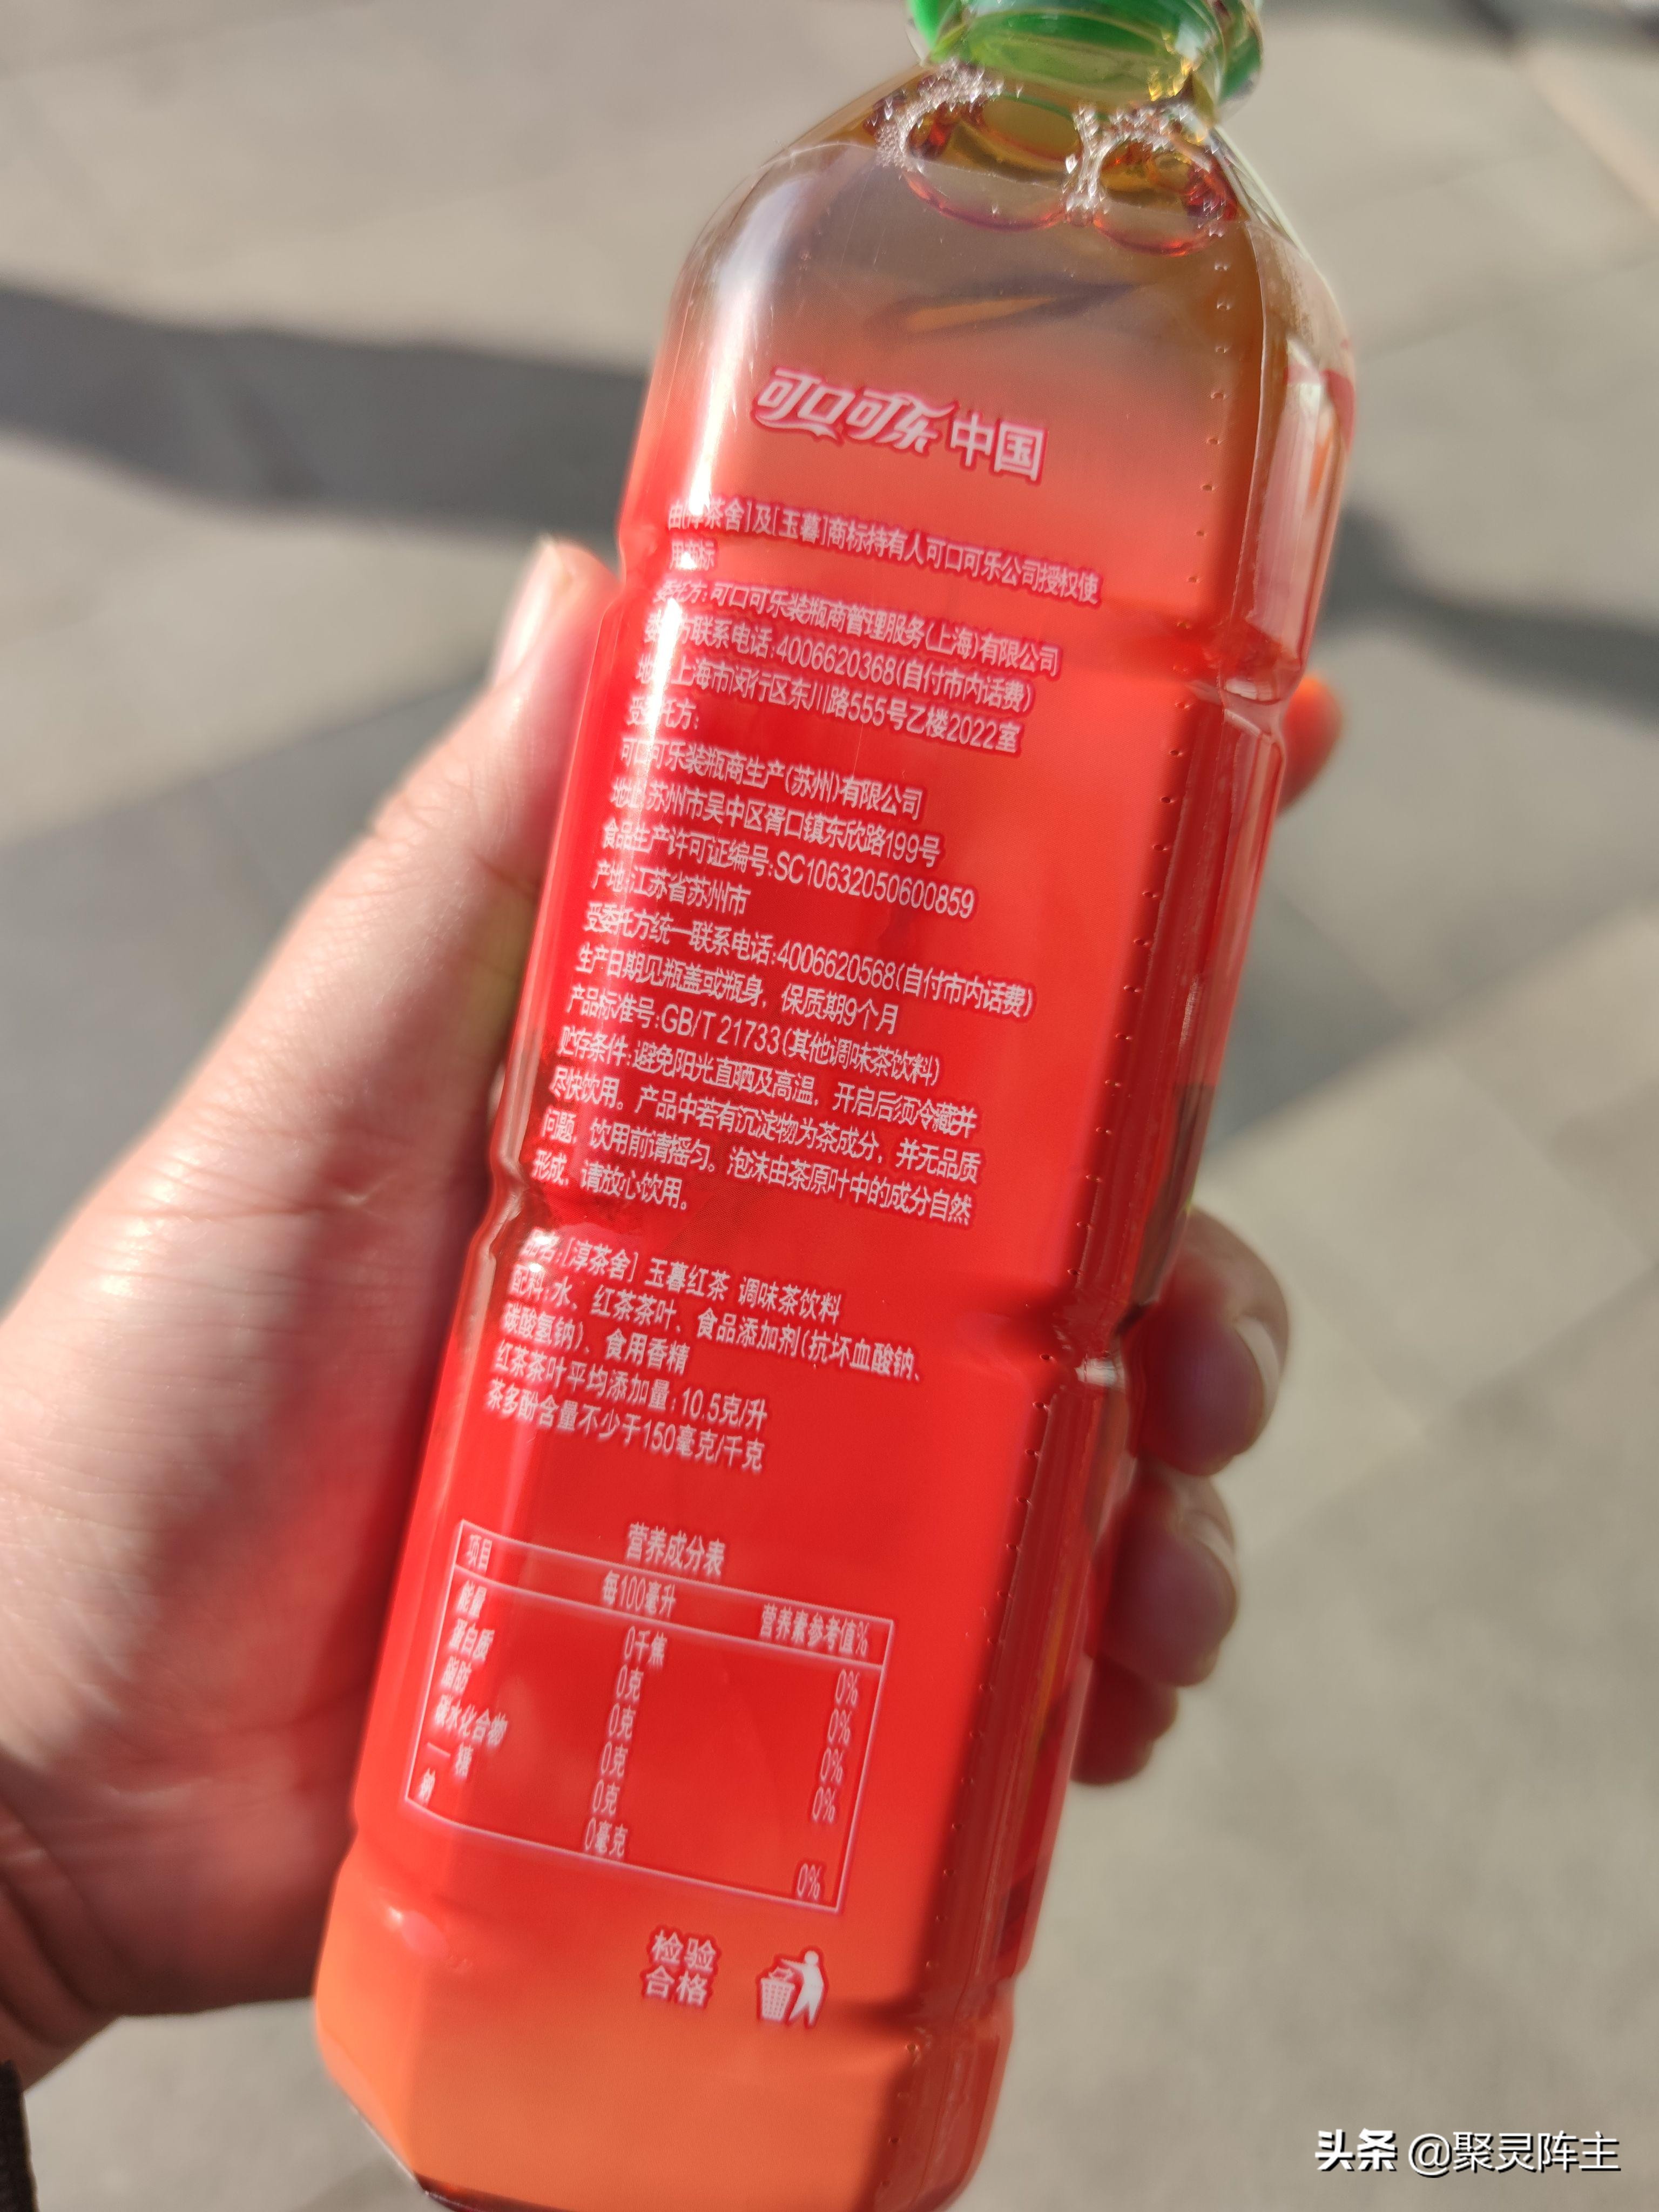 可口可乐 中国
由[淳茶舍]及[玉暮]商标持有人可口可乐公司授权使
用商标
委托方:可口可乐装瓶商管理服务(上海)有限公司
委托方联系电话:4006620368(自付市内话费)
地址:上海市闵行区东川路555号乙楼2022室
受委托方:
可口可乐装瓶商生产(苏州)有限公司
地址:苏州市吴中区胥口镇东欣路199号
食品生产许可证编号:SC10632050600859
产地:江苏省苏州市
受委托方统一联系电话:4006620568(自付市内话费)
生产日期见瓶盖或瓶身，保质期9个月
产品标准号:GB/T 21733(其他调味茶饮料)
贮存条件:避免阳光直晒及高温，开启后须冷藏并
尽快饮用。产品中若有沉淀物为茶成分，并无品质
问题，饮用前请摇匀。泡沫由茶原叶中的成分自然
形成，请放心饮用。
品名:[淳茶舍] 玉暮红茶 调味茶饮料
配料:水、红茶茶叶、食品添加剂(抗坏血酸钠、
碳酸氢钠)、食用香精
红茶茶叶平均添加量:10.5克/升
茶多酚含量不少于150毫克/千克
营养成分表
项目 每100毫升 营养素参考值%
能量 0千焦 0%
蛋白质 0克 0%
脂肪 0克 0%
碳水化合物 0克 0%
一糖 0克
钠 0毫克 0%
检验
合格
头条 @聚灵阵主